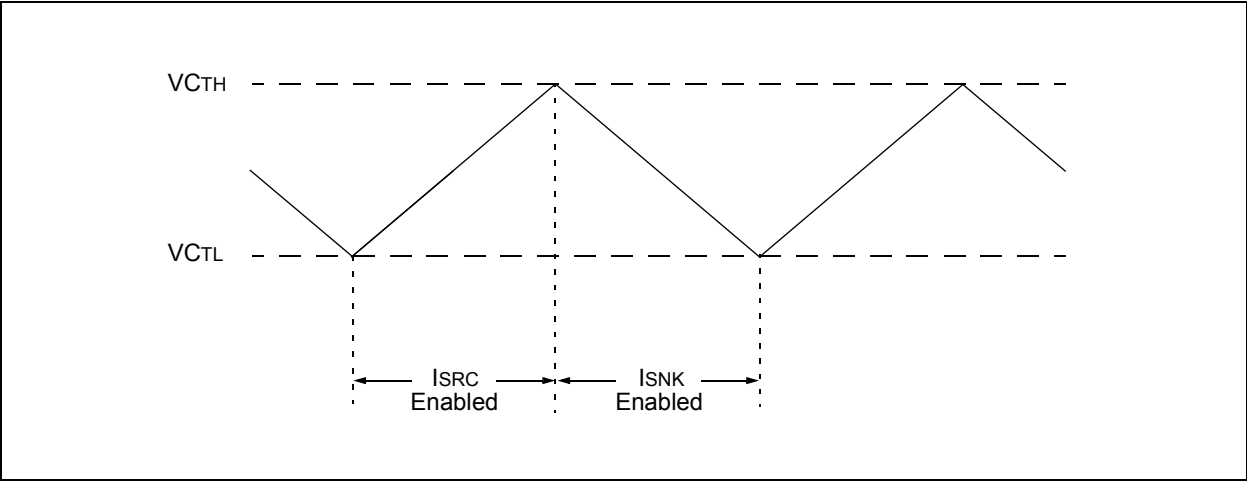 VCTH
VCTL
ISRC
Enabled
ISNK
Enabled